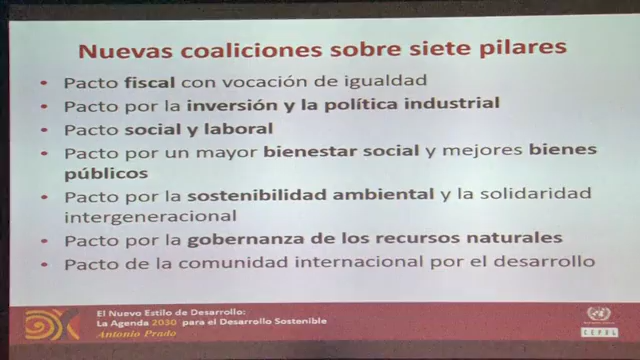 Nuevas coaliciones sobre siete pilares
• Pacto fiscal con vocación de igualdad
• Pacto por la inversión y la política industrial
• Pacto social y laboral
• Pacto por un mayor bienestar social y mejores bienes
públicos
• Pacto por la sostenibilidad ambiental y la solidaridad
intergeneracional
• Pacto por la gobernanza de los recursos naturales
• Pacto de la comunidad internacional por el desarrollo
El Nuevo Estilo de Desarrollo:
La Agenda 2030 para el Desarrollo Sostenible
Antonio Prado
CEPAL